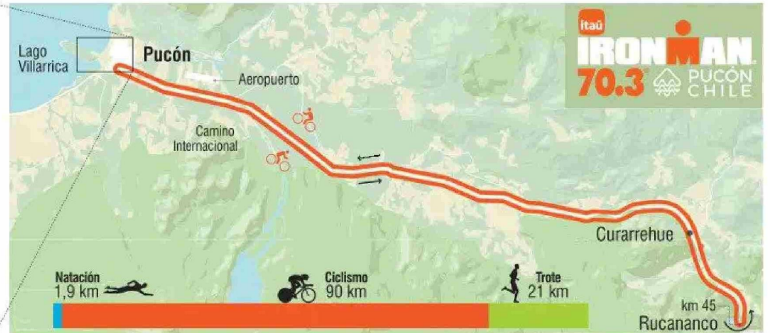 Lago
Villarrica
Pucón
Aeropuerto
Camino
Internacional
itaú
IRONMAN
70.3
PUCÓN
CHILE
Curarrehue
km 45
Rucananco
Natación
1,9 km
Ciclismo
90 km
Trote
21 km